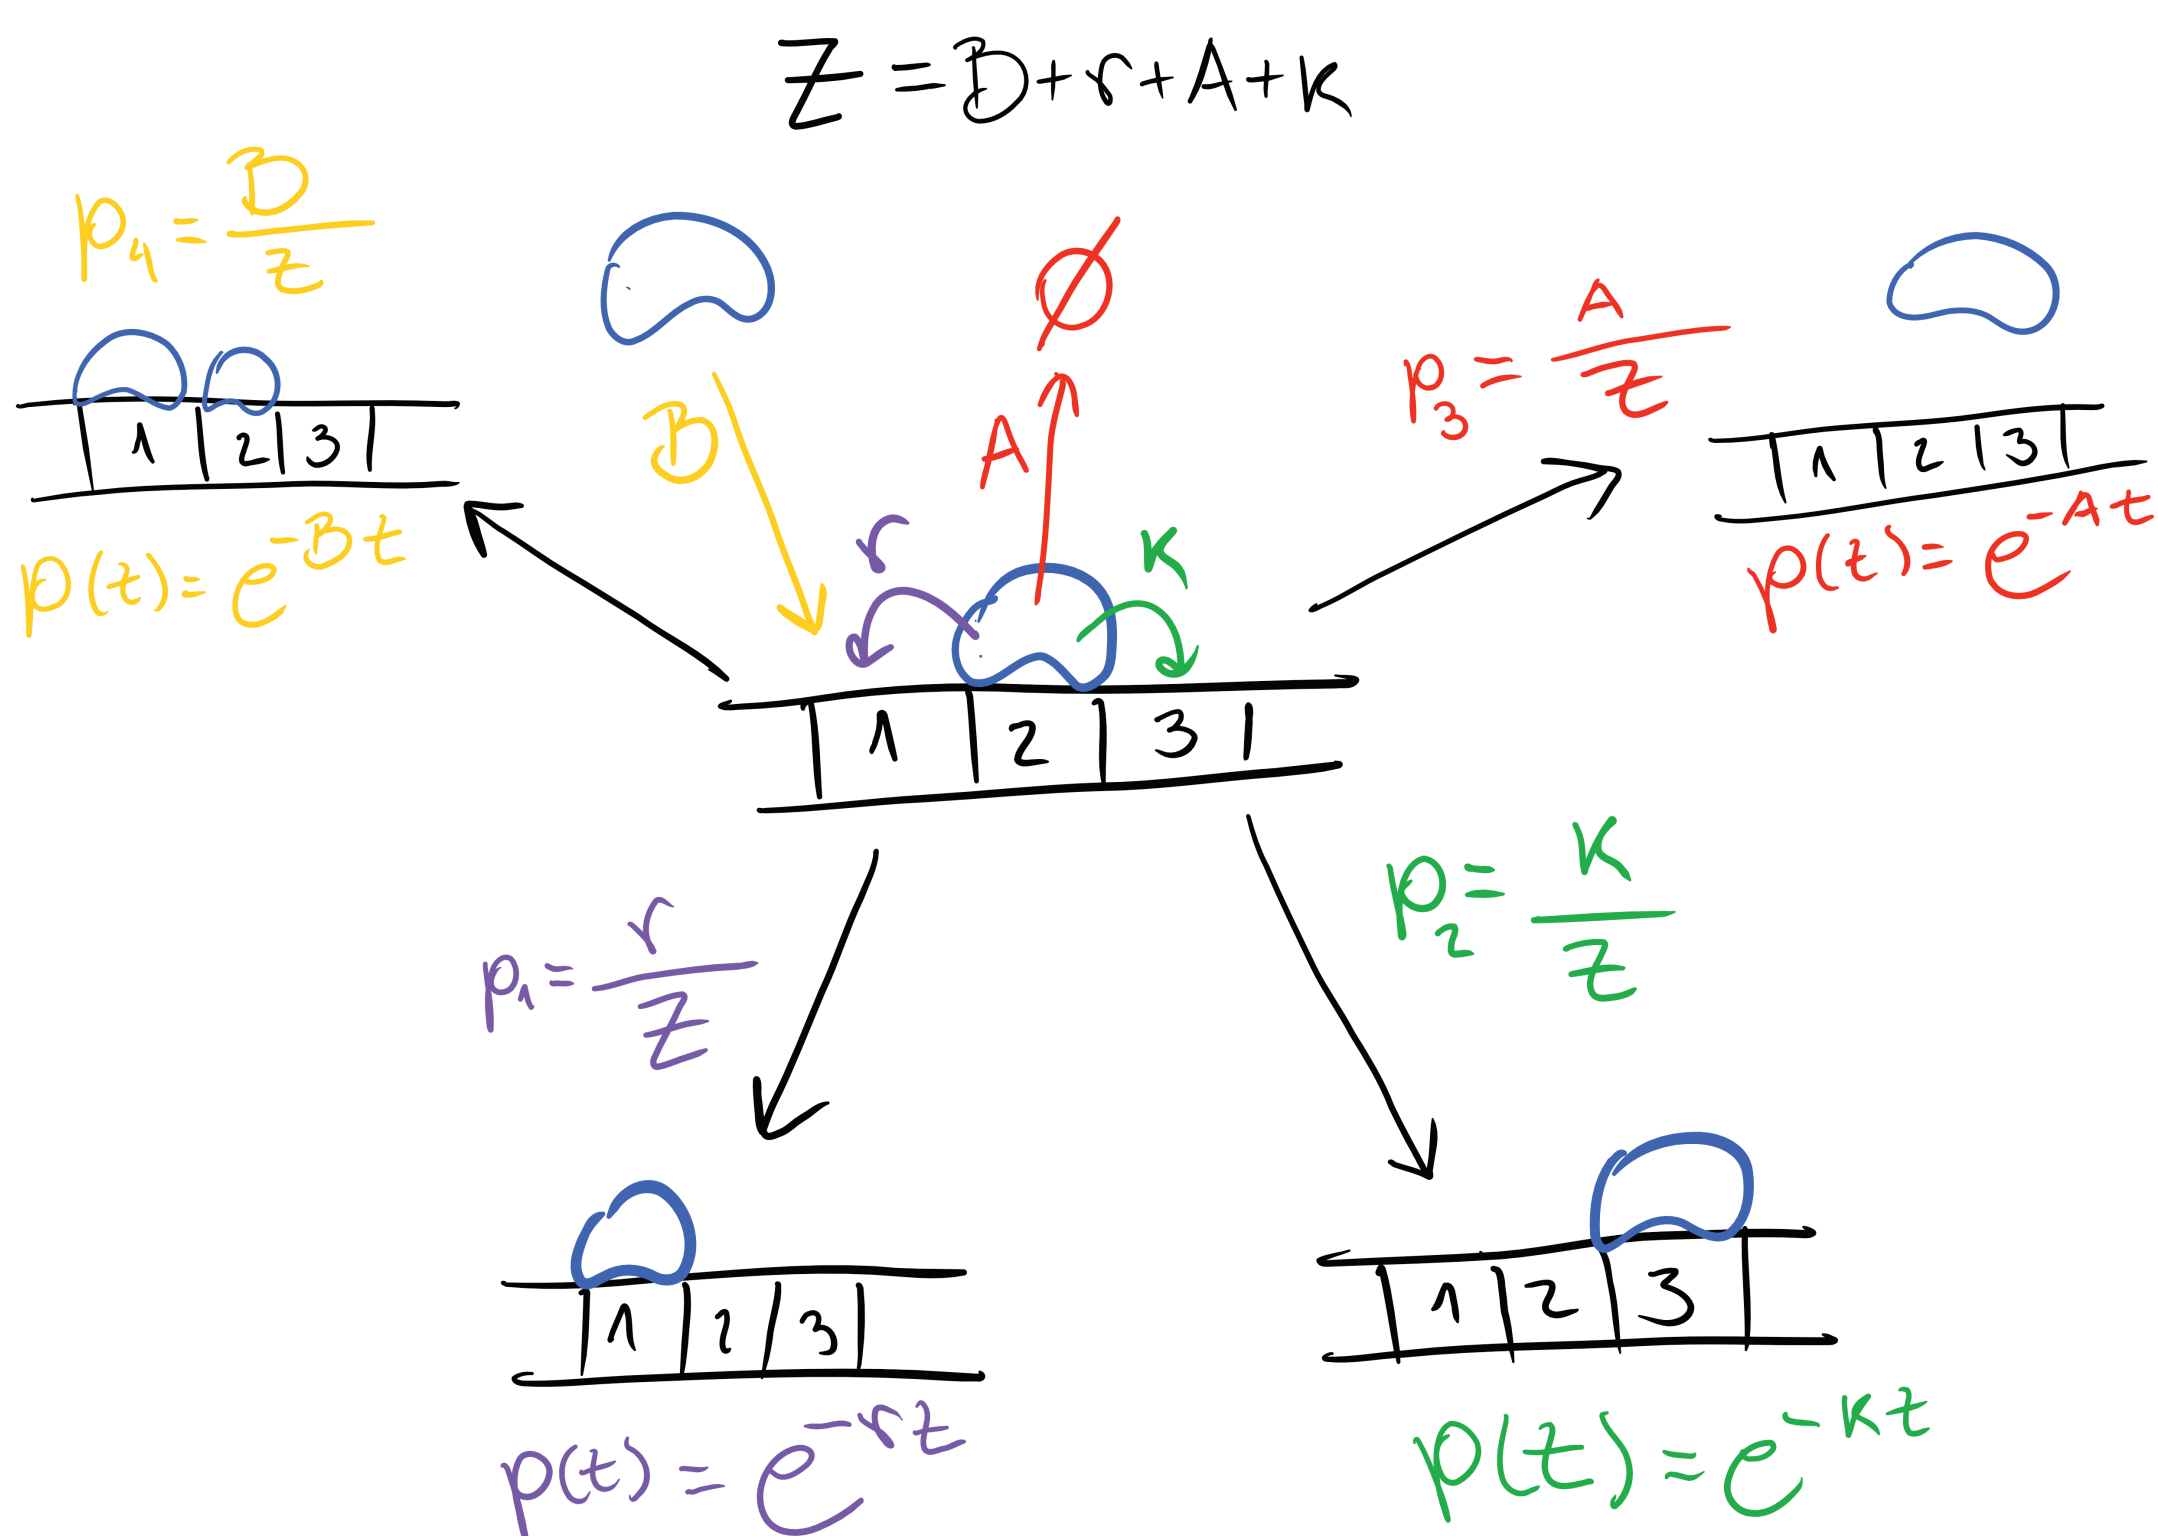 Z = B + r + A + k
p₄ = B/Z
1 2 3
p(t) = e^{-Bt}
B
r
A
∅
k
1 2 3
p₃ = A/Z
1 2 3
p(t) = e^{-At}
p₁ = r/Z
1 2 3
p(t) = e^{-rt}
p₂ = k/Z
1 2 3
p(t) = e^{-kt}